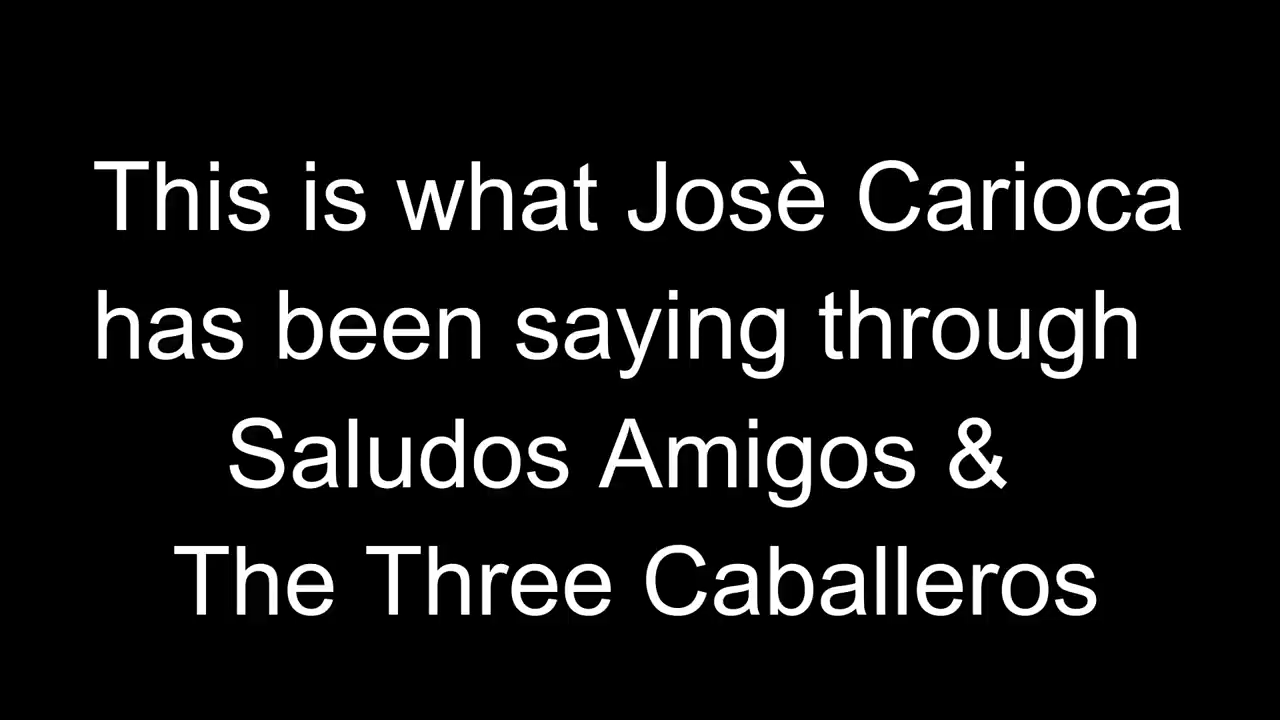 This is what Josè Carioca
has been saying through
Saludos Amigos &
The Three Caballeros